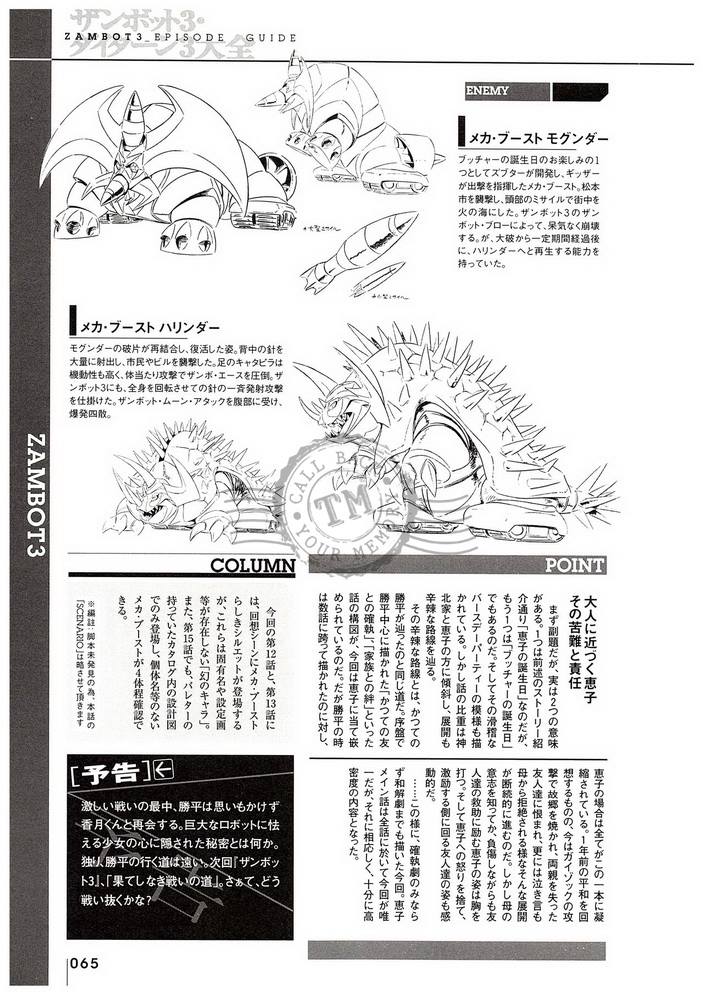 ザンボット3・
ダイターン3大全
ZAMBOT3_EPISODE GUIDE
ENEMY
メカ・ブースト モグンダー
ブッチャーの誕生日のお楽しみの1
つとしてズブターが開発し、ギッザー
が出撃を指揮したメカ・ブースト。松本
市を襲撃し、頭部のミサイルで街中を
火の海にした。ザンボット3のザン
ボット・ブローによって、呆気なく崩壊
する。が、大破から一定期間経過後
に、ハリンダーへと再生する能力を
持っていた。
メカ・ブースト ハリンダー
モグンダーの破片が再結合し、復活した姿。背中の針を
大量に射出し、市民やビルを襲撃した。足のキャタピラは
機動性も高く、体当たり攻撃でザンボ・エースを圧倒。ザ
ンボット3にも、全身を回転させての針の一斉発射攻撃
を仕掛けた。ザンボット・ムーン・アタックを腹部に受け、
爆発四散。
ZAMBOT3
CALL BACK
TM
YOUR MEMORY
POINT
大人に近づく恵子
その苦難と責任
まず副題だが、実は2つの意味
がある。1つは前述のストーリー紹
介通り「恵子の誕生日」なのだが、
もう1つは「ブッチャーの誕生日」
でもあるのだ。そしてその滑稽な
バースデーパーティーの模様も描
かれている。しかし話の比重は神
北家と恵子の方に傾斜し、展開も
辛辣な路線を辿る。
その辛辣な路線とは、かつての
勝平が辿ったのと同じ道だ。序盤で
勝平中心に描かれた「かつての友
との確執」、「家族との絆」といった
話の構図が、今回は恵子に当て嵌
められているのだ。だが勝平の時
は数話に跨って描かれたのに対し、
恵子の場合は全てがこの一本に凝
縮されている。1年前の平和を回
想するものの、今はガイゾックの攻
撃で故郷を焼かれ、両親を失った
友人達に恨まれ、更には泣き言も
母から拒絶される様なそんな展開
が断続的に進むのだ。しかし母の
意志を知ってか、負傷しながらも友
人達の救助に励む恵子の姿は胸を
打つ。そして恵子への怒りを捨て、
激励する側に回る友人達の姿も感
動的だ。
……この様に、確執劇のみなら
ず和解劇までも描いた今回。恵子
メイン話は全話に於いて今回が唯
一だが、それに相応しく、十分に高
密度の内容となった。
COLUMN
今回の第12話と、第13話に
は、回想シーンにメカ・ブースト
らしきシルエットが登場する
が、これらは固有名や設定画
等が存在しない「幻のキャラ」。
また、第15話でも、バレターの
持っていたカタログ内の設計図
でのみ登場し、個体名等のない
メカ・ブーストが4体程確認で
きる。
※編註:脚本未発見の為、本話の
『SCENARIO』は略させて頂きます
[予告]
激しい戦いの最中、勝平は思いもかけず
香月くんと再会する。巨大なロボットに怯
える少女の心に隠された秘密とは何か。
独り、勝平の行く道は遠い。次回『ザンボッ
ト3』、「果てしなき戦いの道」。さぁて、どう
戦い抜くかな?
065